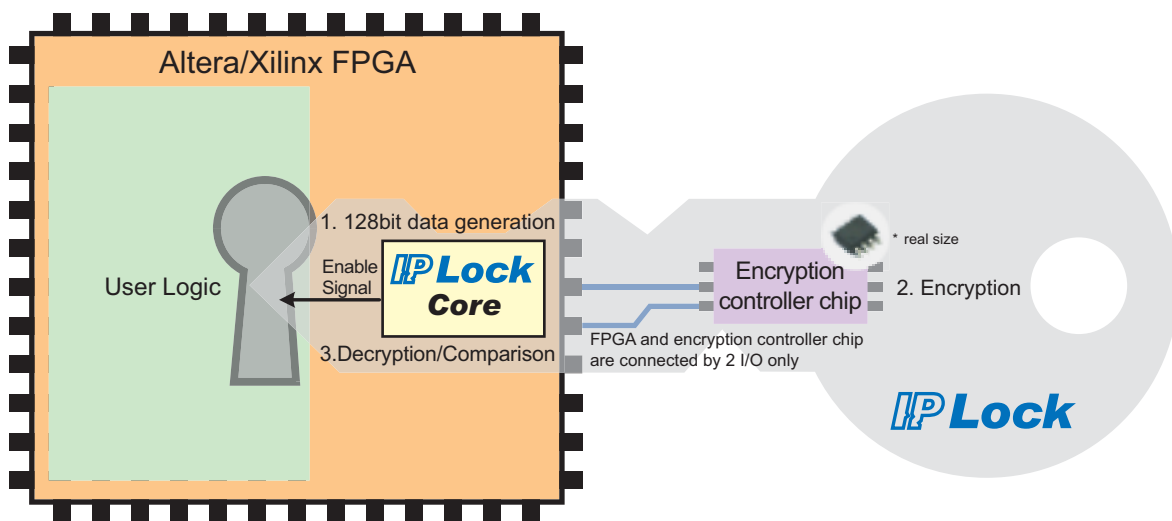 Altera/Xilinx FPGA
1. 128bit data generation
Enable
Signal
IP Lock
Core
User Logic
3.Decryption/Comparison
* real size
Encryption
controller chip
2. Encryption
FPGA and encryption controller chip
are connected by 2 I/O only
IP Lock